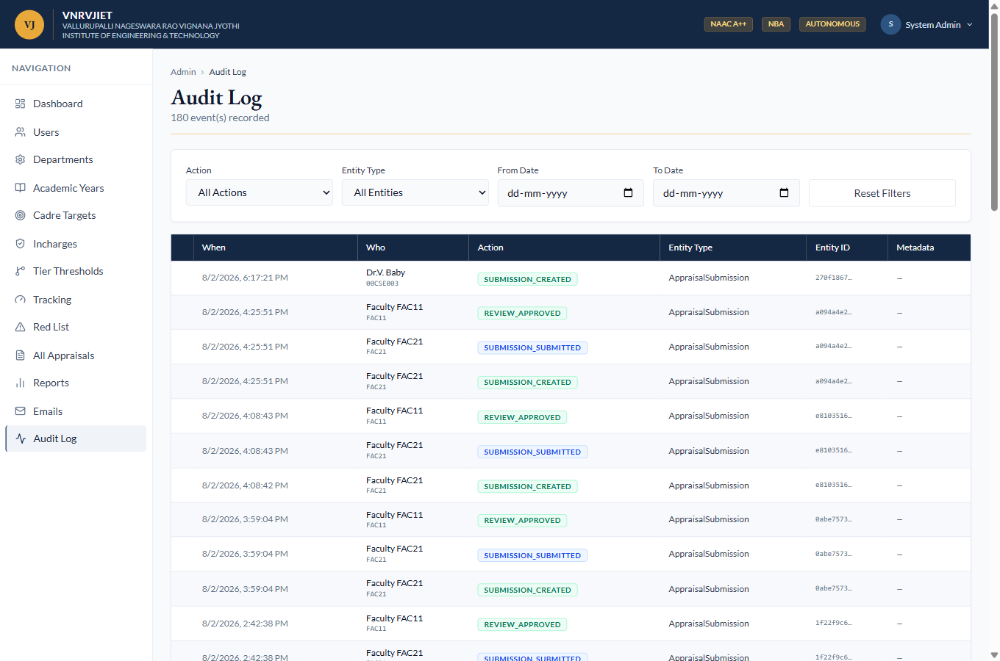 VJ
VNRVJIET
VALLURUPALLI NAGESWARA RAO VIGNANA JYOTHI
INSTITUTE OF ENGINEERING & TECHNOLOGY
NAAC A++
NBA
AUTONOMOUS
S
System Admin
NAVIGATION
Dashboard
Users
Departments
Academic Years
Cadre Targets
Incharges
Tier Thresholds
Tracking
Red List
All Appraisals
Reports
Emails
Audit Log
Admin › Audit Log
Audit Log
180 event(s) recorded
Action Entity Type From Date To Date
All Actions All Entities dd-mm-yyyy dd-mm-yyyy Reset Filters
When Who Action Entity Type Entity ID Metadata
8/2/2026, 6:17:21 PM Dr.V. Baby SUBMISSION_CREATED AppraisalSubmission 270f1867… —
00CSE003
8/2/2026, 4:25:51 PM Faculty FAC11 REVIEW_APPROVED AppraisalSubmission a094a4e2… —
FAC11
8/2/2026, 4:25:51 PM Faculty FAC21 SUBMISSION_SUBMITTED AppraisalSubmission a094a4e2… —
FAC21
8/2/2026, 4:25:51 PM Faculty FAC21 SUBMISSION_CREATED AppraisalSubmission a094a4e2… —
FAC21
8/2/2026, 4:08:43 PM Faculty FAC11 REVIEW_APPROVED AppraisalSubmission e8103516… —
FAC11
8/2/2026, 4:08:43 PM Faculty FAC21 SUBMISSION_SUBMITTED AppraisalSubmission e8103516… —
FAC21
8/2/2026, 4:08:42 PM Faculty FAC21 SUBMISSION_CREATED AppraisalSubmission e8103516… —
FAC21
8/2/2026, 3:59:04 PM Faculty FAC11 REVIEW_APPROVED AppraisalSubmission 0abe7573… —
FAC11
8/2/2026, 3:59:04 PM Faculty FAC21 SUBMISSION_SUBMITTED AppraisalSubmission 0abe7573… —
FAC21
8/2/2026, 3:59:04 PM Faculty FAC21 SUBMISSION_CREATED AppraisalSubmission 0abe7573… —
FAC21
8/2/2026, 2:42:38 PM Faculty FAC11 REVIEW_APPROVED AppraisalSubmission 1f22f9c6… —
FAC11
8/2/2026, 2:42:38 PM Faculty FAC21 SUBMISSION_SUBMITTED AppraisalSubmission 1f22f9c6… —